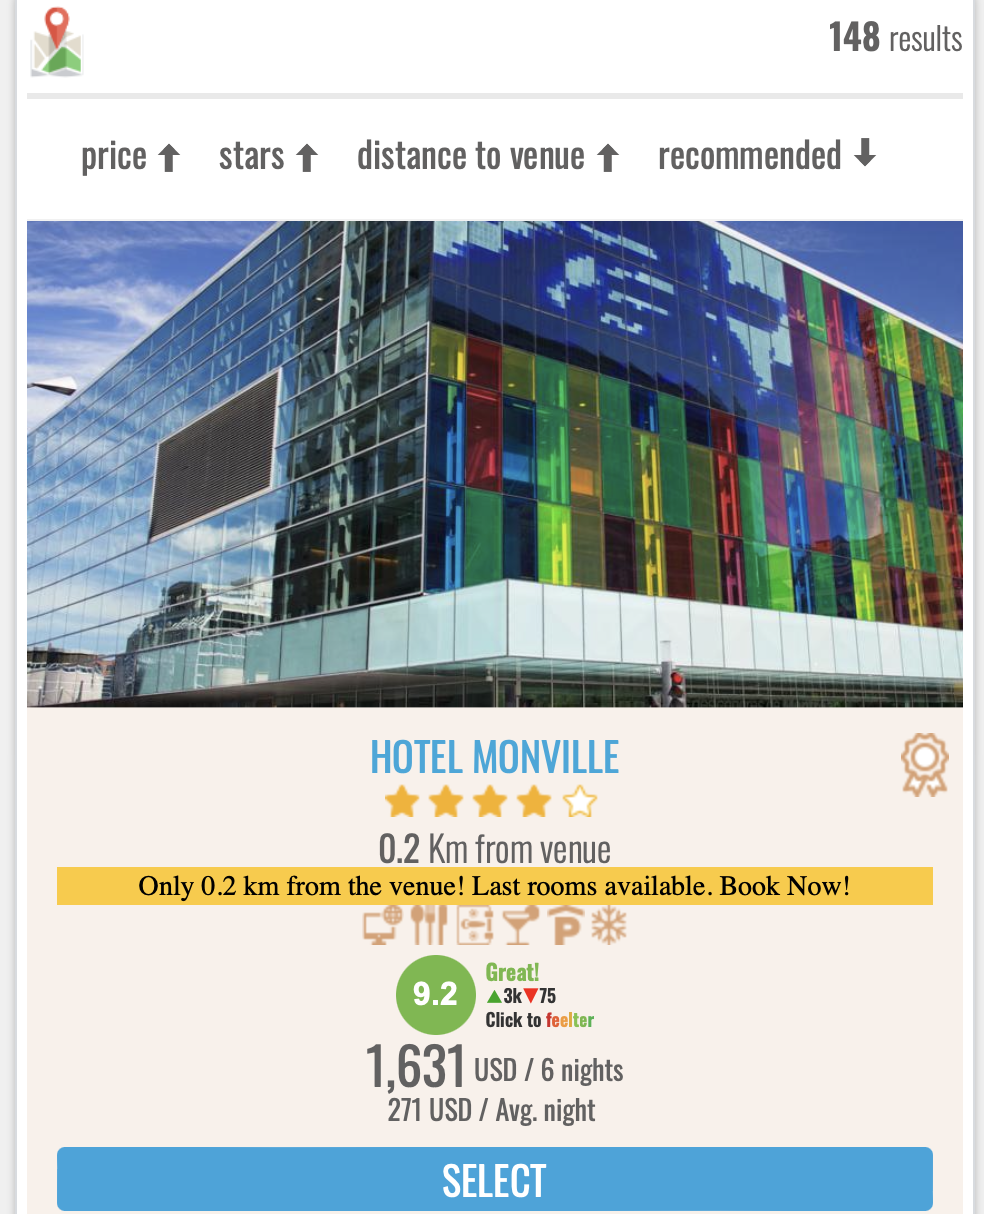 148 results
price stars distance to venue recommended
HOTEL MONVILLE
0.2 Km from venue
Only 0.2 km from the venue! Last rooms available. Book Now!
9.2
Great!
3k 75
Click to feelter
1,631 USD / 6 nights
271 USD / Avg. night
SELECT